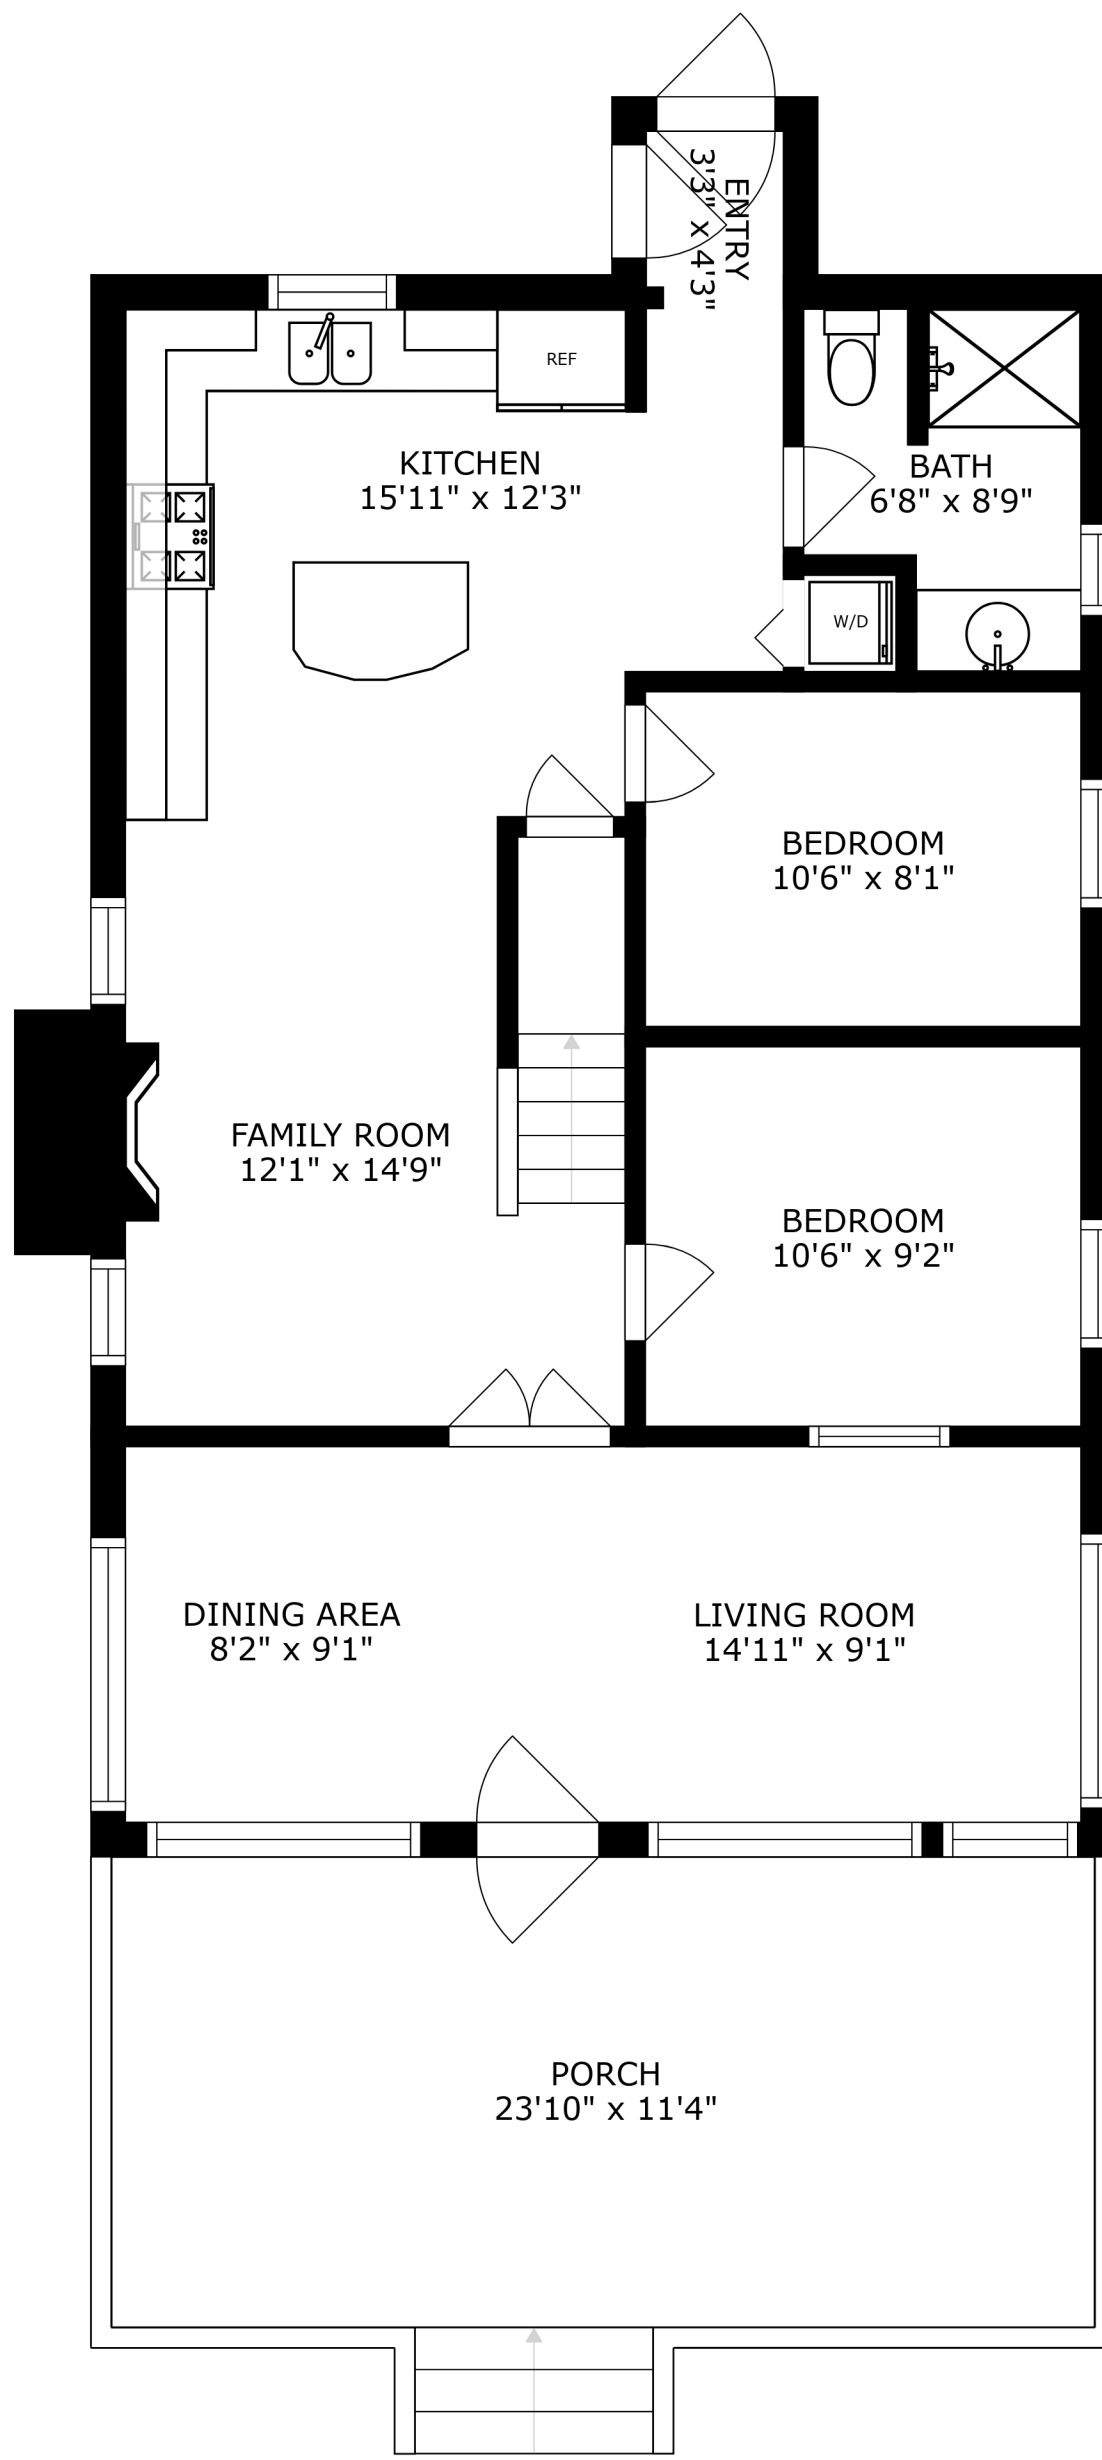 ENTRY
3'3" x 4'3"
REF
KITCHEN
15'11" x 12'3"
BATH
6'8" x 8'9"
W/D
BEDROOM
10'6" x 8'1"
FAMILY ROOM
12'1" x 14'9"
BEDROOM
10'6" x 9'2"
DINING AREA
8'2" x 9'1"
LIVING ROOM
14'11" x 9'1"
PORCH
23'10" x 11'4"